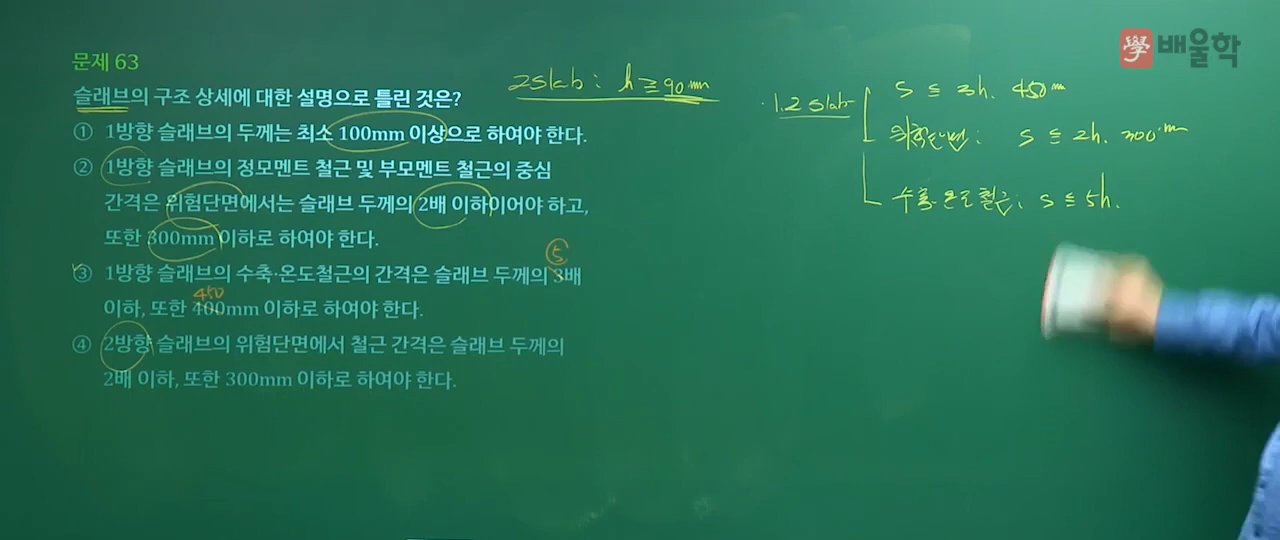 學 배울학
문제 63
슬래브의 구조 상세에 대한 설명으로 틀린 것은?
① 1방향 슬래브의 두께는 최소 100mm 이상으로 하여야 한다.
② 1방향 슬래브의 정모멘트 철근 및 부모멘트 철근의 중심
간격은 위험단면에서는 슬래브 두께의 2배 이하이어야 하고,
또한 300mm 이하로 하여야 한다.
⑤
③ 1방향 슬래브의 수축·온도철근의 간격은 슬래브 두께의 3배
450
이하, 또한 400mm 이하로 하여야 한다.
④ 2방향 슬래브의 위험단면에서 철근 간격은 슬래브 두께의
2배 이하, 또한 300mm 이하로 하여야 한다.
2slab : h ≥ 90mm
·1.2 slab
S ≦ 3h. 450mm
위험단면 : S ≦ 2h. 300mm
수축·온도철근 : S ≦ 5h.